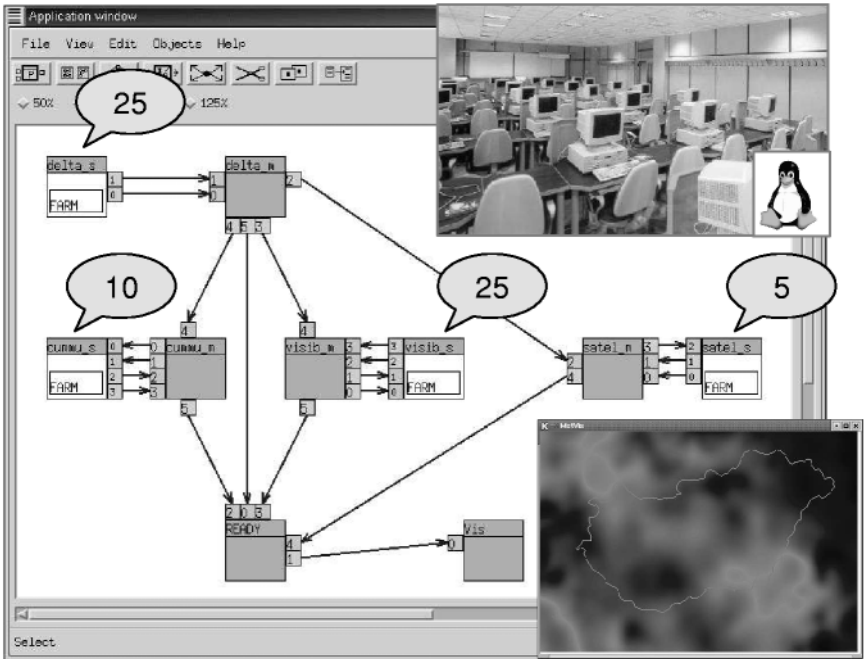 Application window
File View Edit Objects Help
50% 125%
25
delta_s
1
0
FARM
delta_m
1
0
2
4 5 3
10
25
5
cummu_s
0
1
2
3
FARM
4
cummu_m
0
1
2
3
5
4
visib_m
3
2
1
0
5
visib_s
3
2
1
0
FARM
satel_m
2
4
3
1
0
satel_s
2
1
0
FARM
2 0 3
READY
4
1
Vis
0
Select